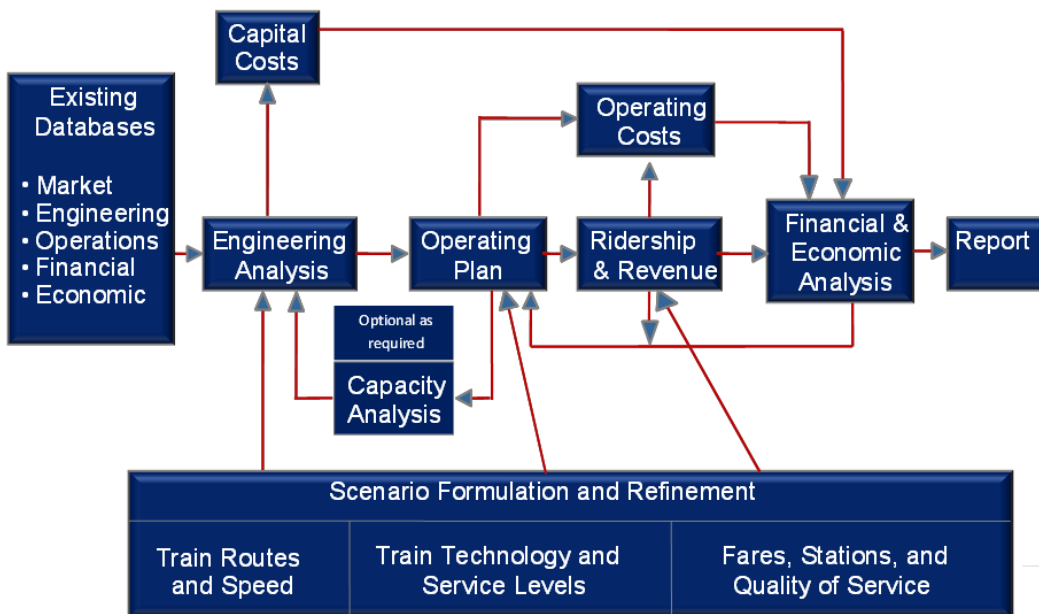 Capital
Costs
Existing
Databases
• Market
• Engineering
• Operations
• Financial
• Economic
Operating
Costs
Engineering
Analysis
Operating
Plan
Ridership
& Revenue
Financial &
Economic
Analysis
Report
Optional as
required
Capacity
Analysis
Scenario Formulation and Refinement
Train Routes
and Speed
Train Technology and
Service Levels
Fares, Stations, and
Quality of Service